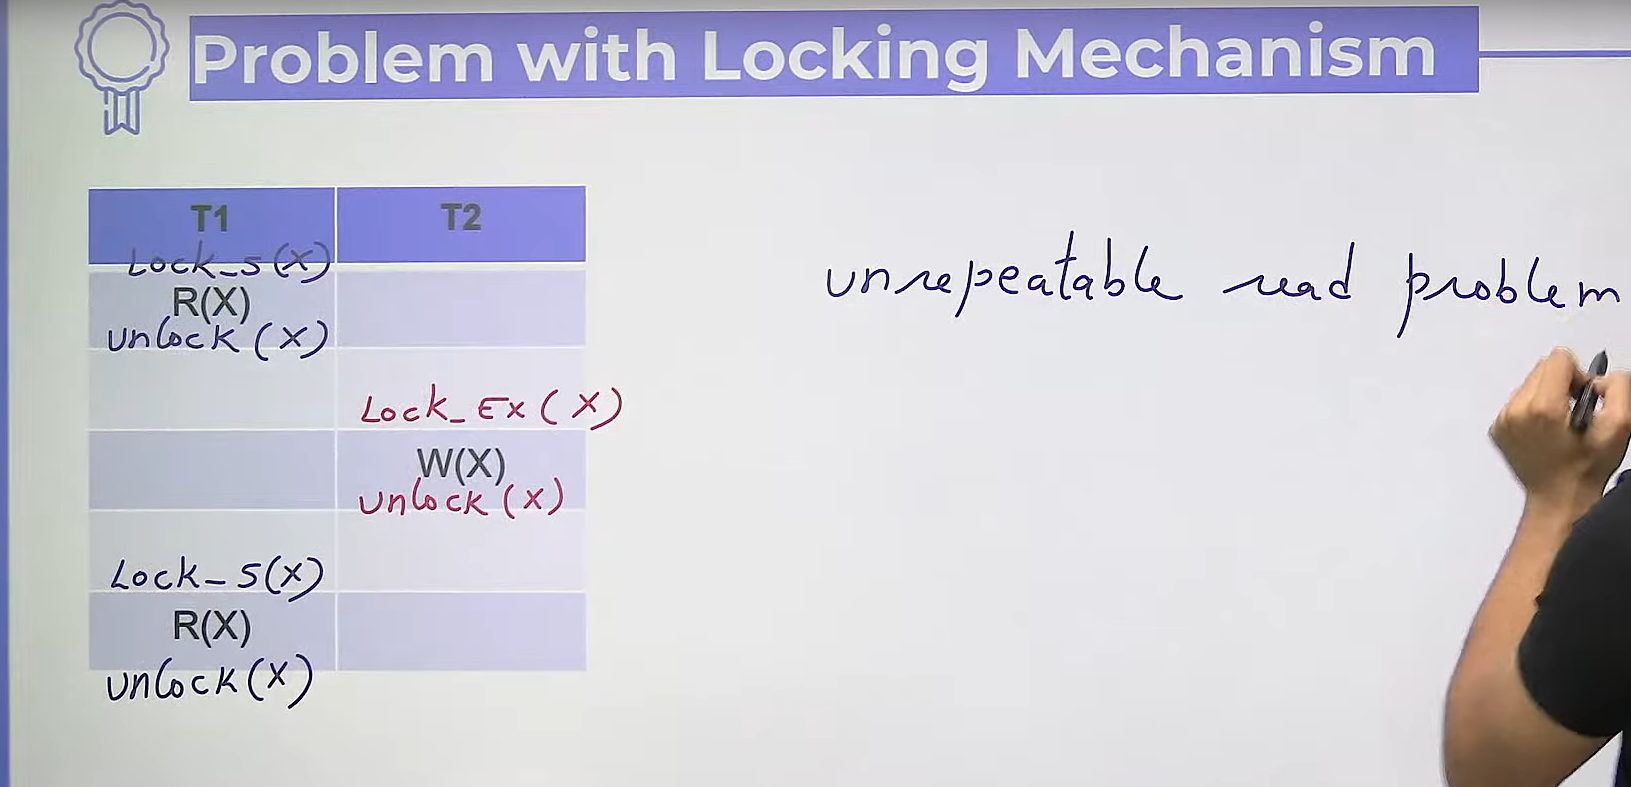 Problem with Locking Mechanism
T1 T2
Lock_S(X)
R(X)
unlock(X)
Lock_Ex(X)
W(X)
unlock(X)
Lock_S(X)
R(X)
unlock(X)
unrepeatable read problem